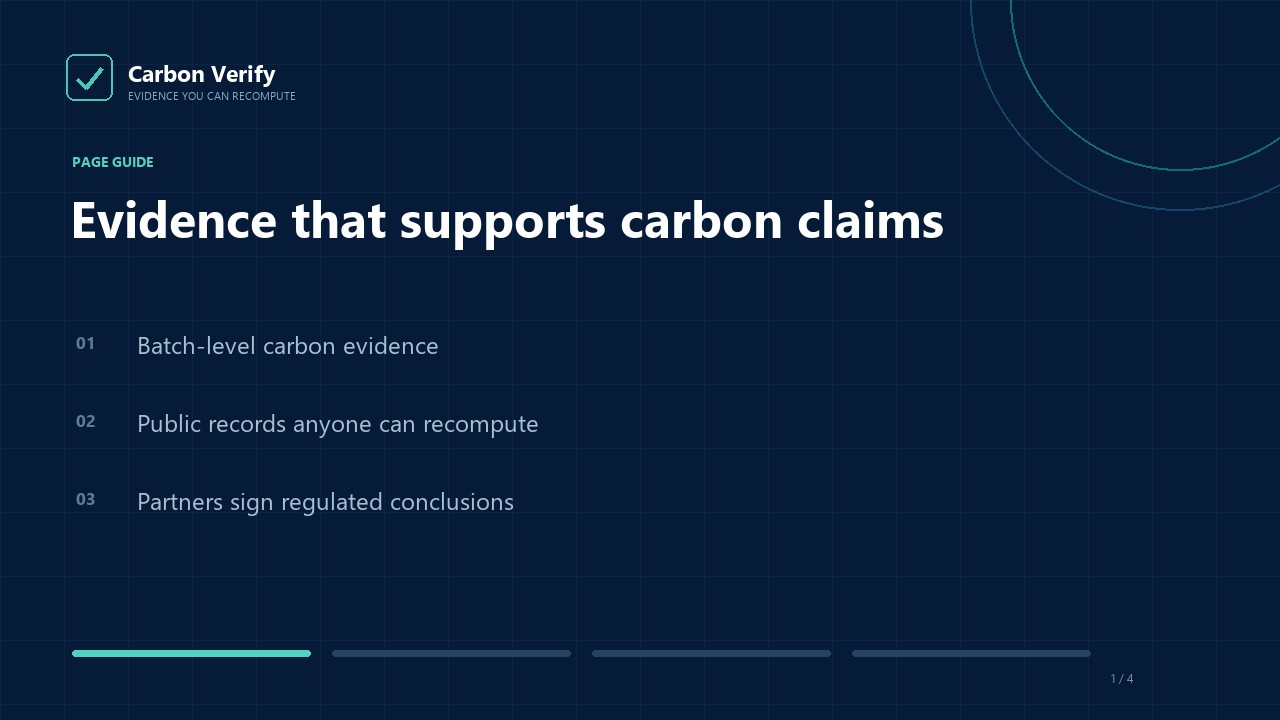 Carbon Verify
EVIDENCE YOU CAN RECOMPUTE
PAGE GUIDE
Evidence that supports carbon claims
01 Batch-level carbon evidence
02 Public records anyone can recompute
03 Partners sign regulated conclusions
1 / 4